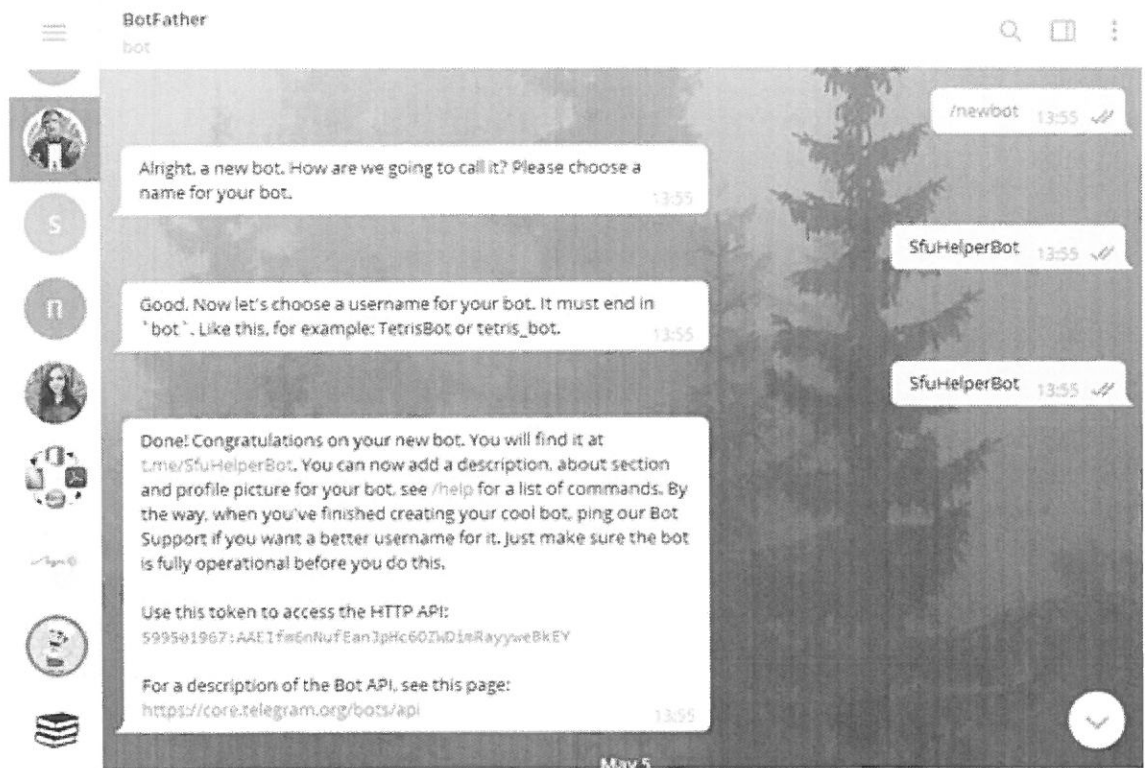 BotFather
bot
/newbot 13:55
Alright, a new bot. How are we going to call it? Please choose a
name for your bot. 13:55
SfuHelperBot 13:55
Good. Now let's choose a username for your bot. It must end in
`bot`. Like this, for example: TetrisBot or tetris_bot. 13:55
SfuHelperBot 13:55
Done! Congratulations on your new bot. You will find it at
t.me/SfuHelperBot. You can now add a description, about section
and profile picture for your bot, see /help for a list of commands. By
the way, when you've finished creating your cool bot, ping our Bot
Support if you want a better username for it. Just make sure the bot
is fully operational before you do this.
Use this token to access the HTTP API:
For a description of the Bot API, see this page:
https://core.telegram.org/bots/api 13:55
May 5
s
n